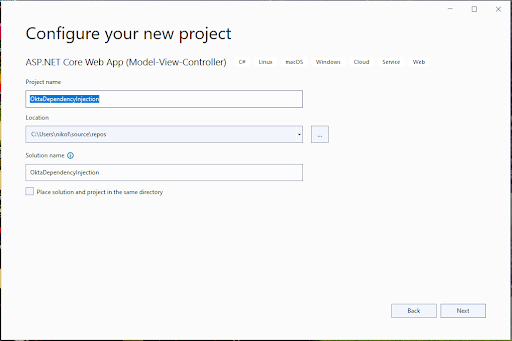 Configure your new project
ASP.NET Core Web App (Model-View-Controller) C# Linux macOS Windows Cloud Service Web
Project name
OktaDependencyInjection
Location
C:\Users\nikol\source\repos
...
Solution name
OktaDependencyInjection
Place solution and project in the same directory
Back Next